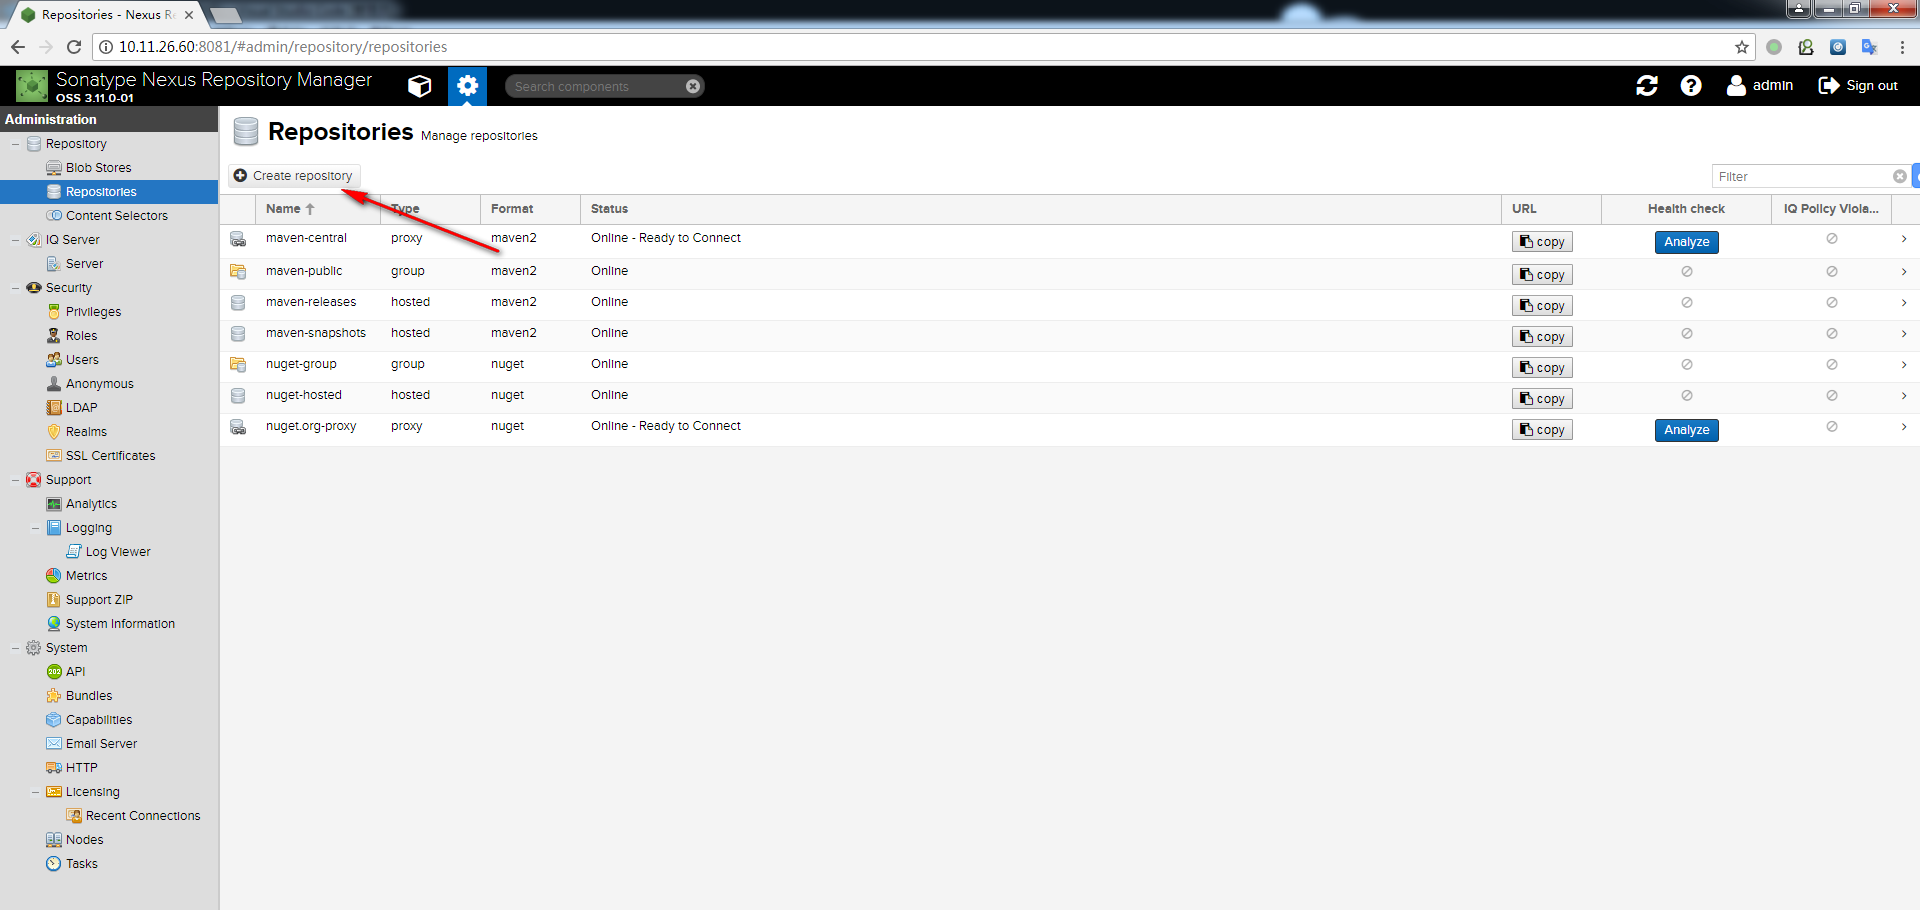 Repositories - Nexus Re
10.11.26.60:8081/#admin/repository/repositories
Sonatype Nexus Repository Manager
OSS 3.11.0-01
Search components
admin
Sign out
Administration
Repository
Blob Stores
Repositories
Content Selectors
IQ Server
Server
Security
Privileges
Roles
Users
Anonymous
LDAP
Realms
SSL Certificates
Support
Analytics
Logging
Log Viewer
Metrics
Support ZIP
System Information
System
API
Bundles
Capabilities
Email Server
HTTP
Licensing
Recent Connections
Nodes
Tasks
Repositories Manage repositories
Create repository
Filter
Name Type Format Status URL Health check IQ Policy Viola...
maven-central proxy maven2 Online - Ready to Connect copy Analyze
maven-public group maven2 Online copy
maven-releases hosted maven2 Online copy
maven-snapshots hosted maven2 Online copy
nuget-group group nuget Online copy
nuget-hosted hosted nuget Online copy
nuget.org-proxy proxy nuget Online - Ready to Connect copy Analyze